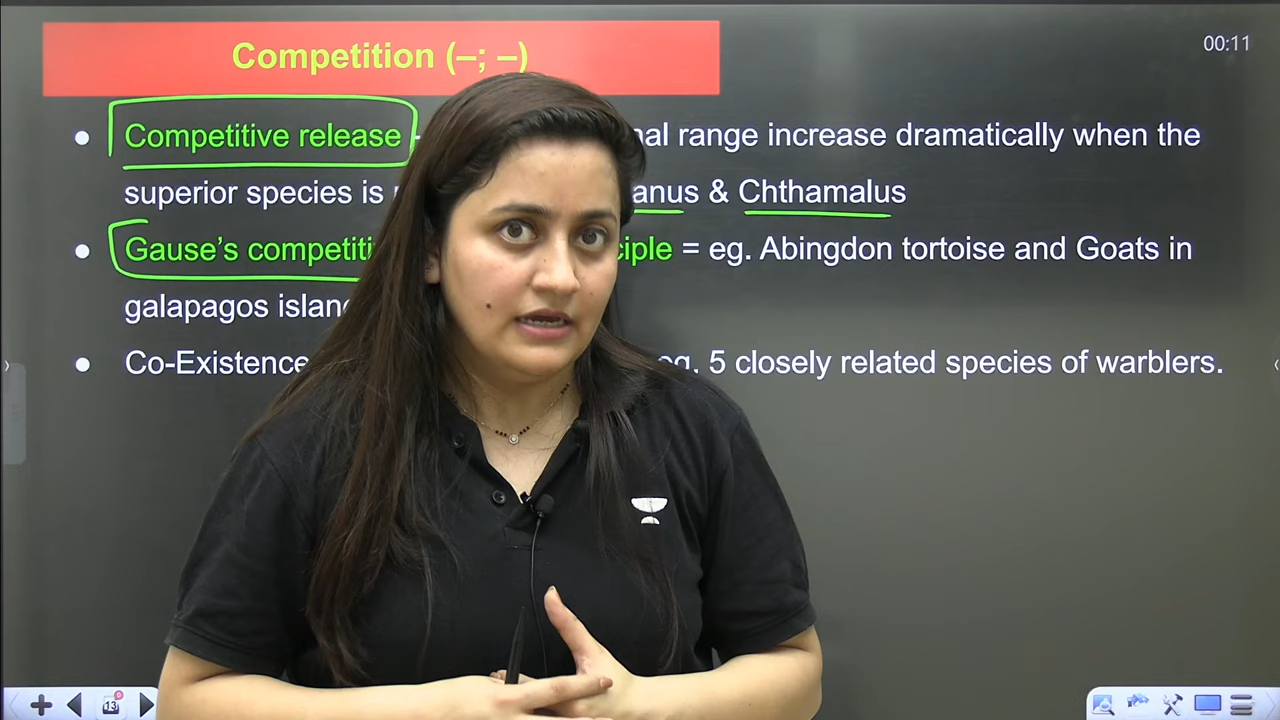 Competition (–; –)
00:11
● Competitive release nal range increase dramatically when the
superior species is anus & Chthamalus
● Gause's competiti ciple = eg. Abingdon tortoise and Goats in
galapagos islan
● Co-Existence eg. 5 closely related species of warblers.
13